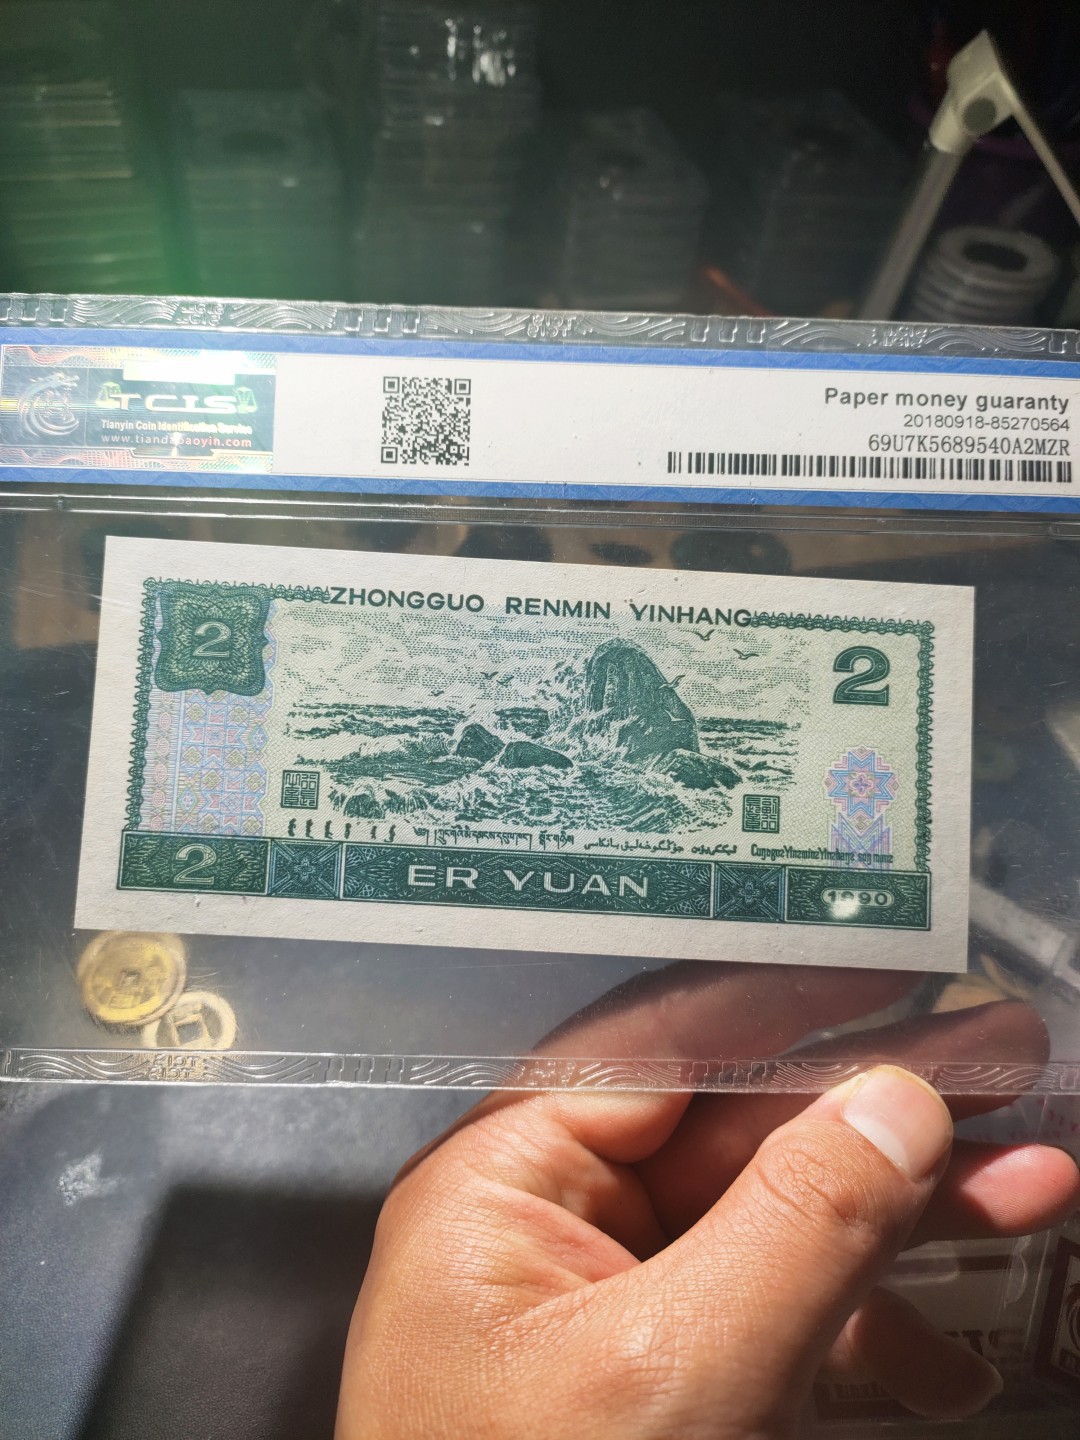 TCIS
Tianyin Coin Identification Service
www.tiandabaoyin.com
Paper money guaranty
20180918-85270564
69U7K5689540A2MZR
2
ZHONGGUO RENMIN YINHANG
2
2
ER YUAN
1990